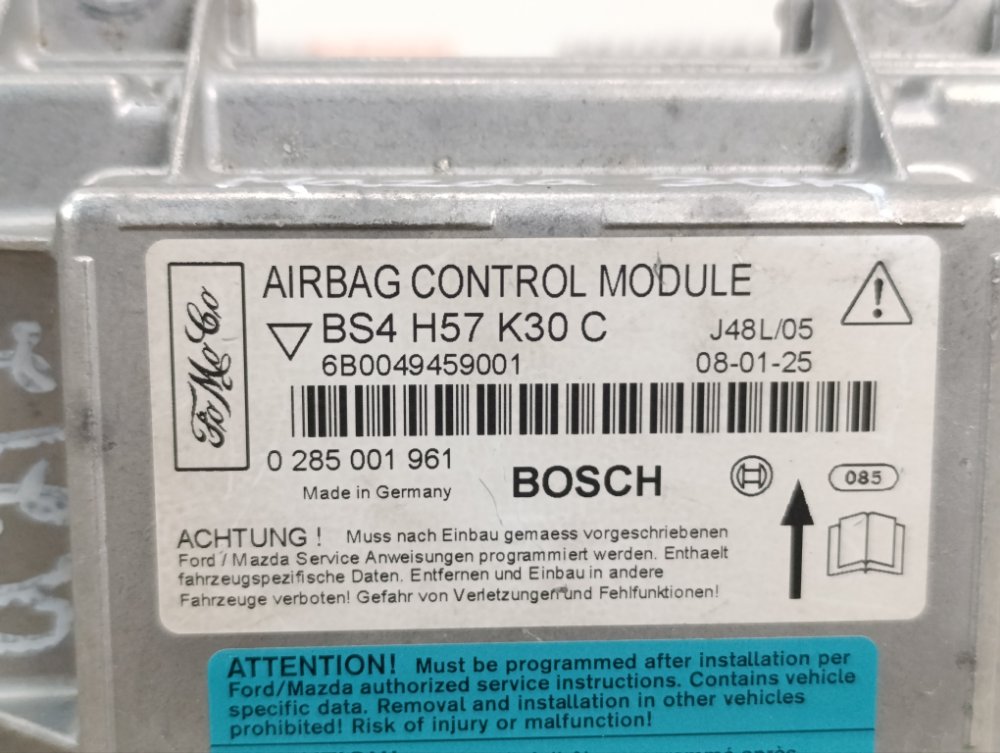 FoMoCo
AIRBAG CONTROL MODULE
BS4 H57 K30 C
J48L/05
6B0049459001
08-01-25
0 285 001 961
Made in Germany
BOSCH
085
ACHTUNG ! Muss nach Einbau gemaess vorgeschriebenen
Ford / Mazda Service Anweisungen programmiert werden. Enthaelt
fahrzeugspezifische Daten. Entfernen und Einbau in andere
Fahrzeuge verboten! Gefahr von Verletzungen und Fehlfunktionen!
ATTENTION! Must be programmed after installation per
Ford/Mazda authorized service instructions. Contains vehicle
specific data. Removal and installation in other vehicles
prohibited! Risk of injury or malfunction!